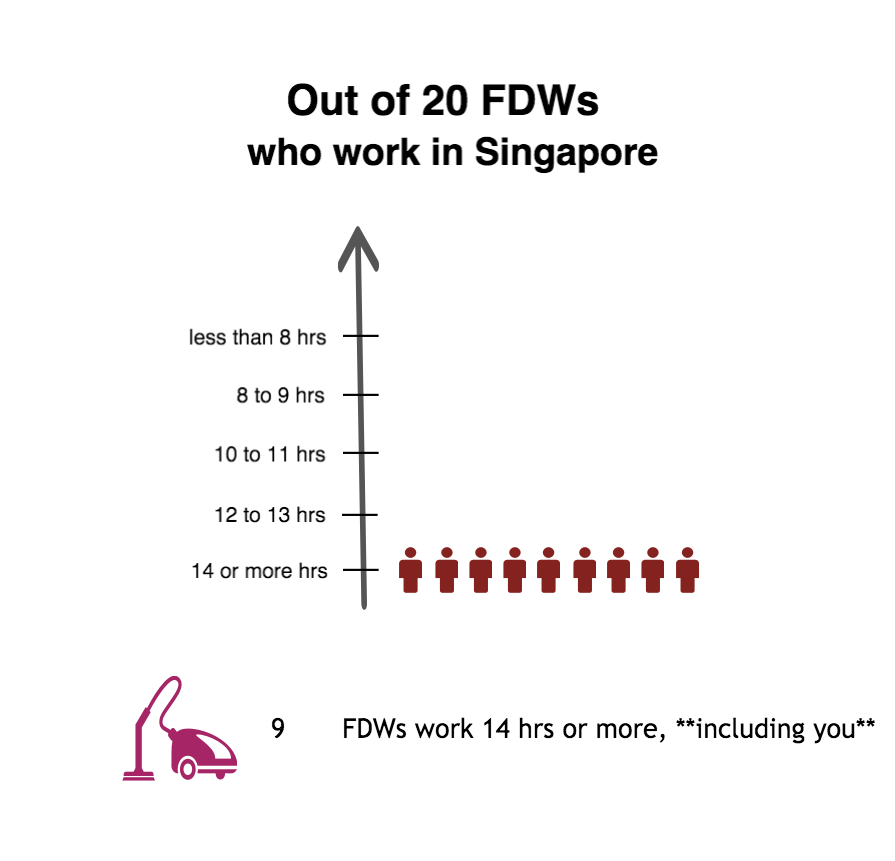 Out of 20 FDWs
who work in Singapore
less than 8 hrs
8 to 9 hrs
10 to 11 hrs
12 to 13 hrs
14 or more hrs
9 FDWs work 14 hrs or more, **including you**